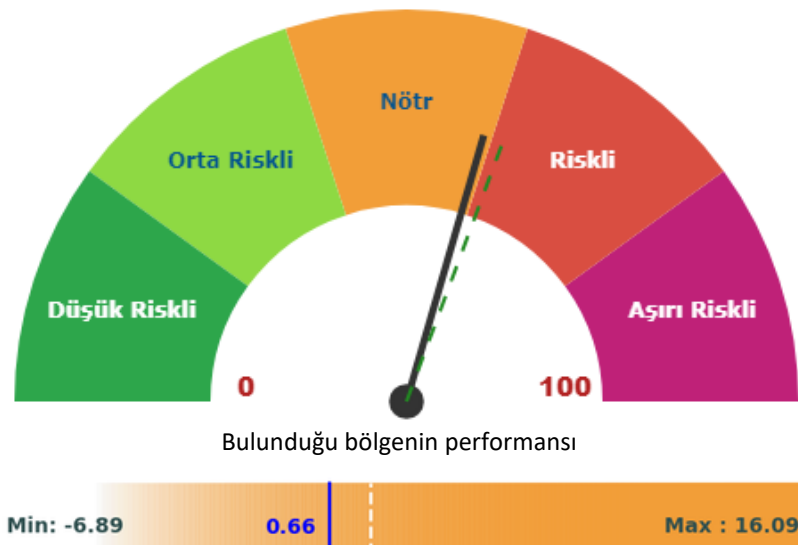 Nötr
Orta Riskli
Riskli
Düşük Riskli
Aşırı Riskli
0
100
Bulunduğu bölgenin performansı
Min: -6.89
0.66
Max : 16.09